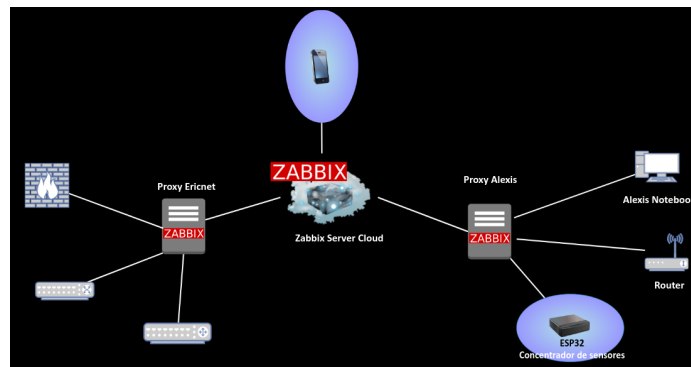 ZABBIX
Proxy Ericnet
Proxy Alexis
Alexis Noteboo
ZABBIX
ZABBIX
Zabbix Server Cloud
Router
ESP32
Concentrador de sensores